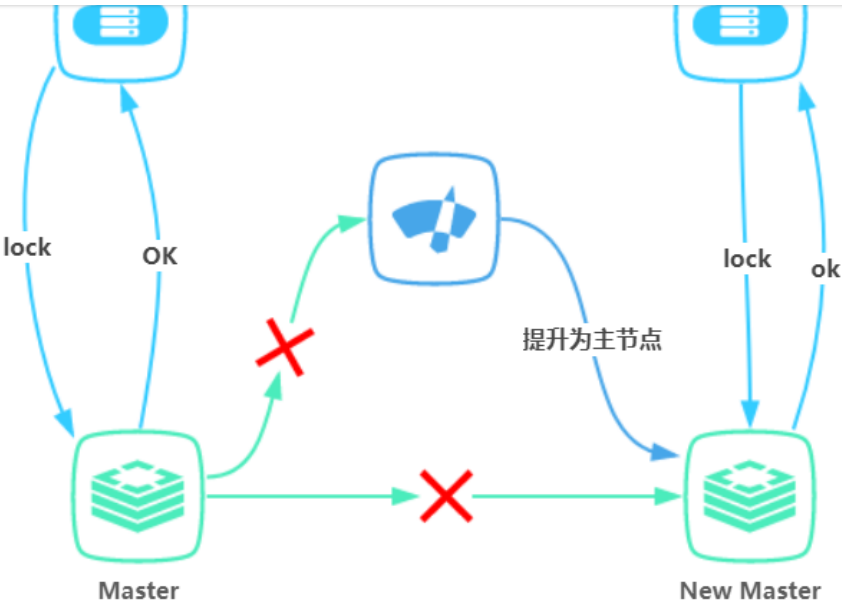 lock
OK
lock
ok
提升为主节点
Master
New Master